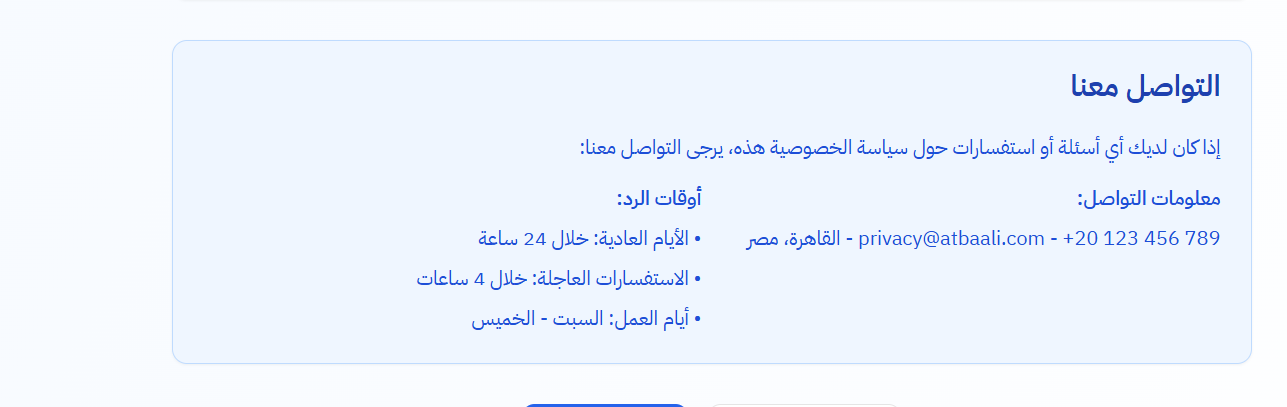 التواصل معنا
إذا كان لديك أي أسئلة أو استفسارات حول سياسة الخصوصية هذه، يرجى التواصل معنا:
معلومات التواصل:
privacy@atbaali.com - +20 123 456 789 - القاهرة، مصر
أوقات الرد:
• الأيام العادية: خلال 24 ساعة
• الاستفسارات العاجلة: خلال 4 ساعات
• أيام العمل: السبت - الخميس